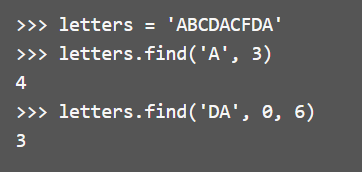 >>> letters = 'ABCDACFDA'
>>> letters.find('A', 3)
4
>>> letters.find('DA', 0, 6)
3